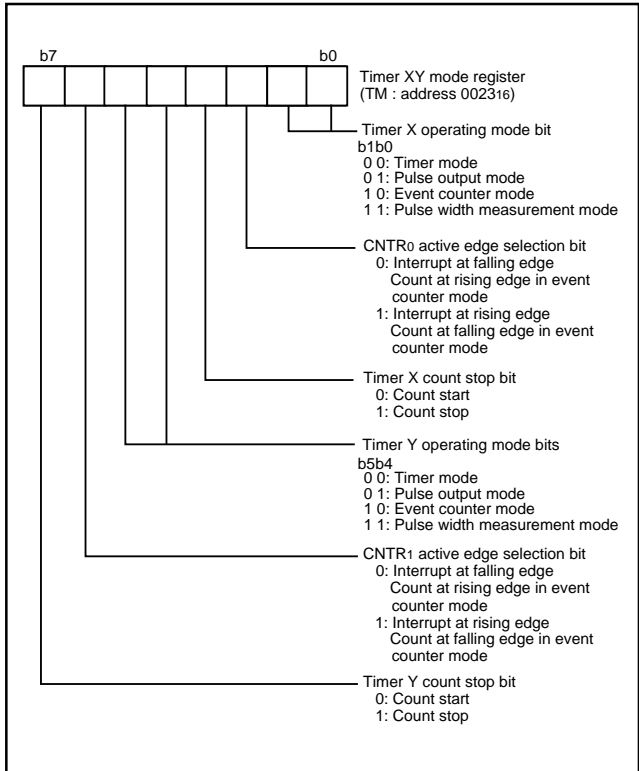 b7 b0
Timer XY mode register
(TM : address 002316)
Timer X operating mode bit
b1b0
0 0: Timer mode
0 1: Pulse output mode
1 0: Event counter mode
1 1: Pulse width measurement mode
CNTR0 active edge selection bit
0: Interrupt at falling edge
Count at rising edge in event
counter mode
1: Interrupt at rising edge
Count at falling edge in event
counter mode
Timer X count stop bit
0: Count start
1: Count stop
Timer Y operating mode bits
b5b4
0 0: Timer mode
0 1: Pulse output mode
1 0: Event counter mode
1 1: Pulse width measurement mode
CNTR1 active edge selection bit
0: Interrupt at falling edge
Count at rising edge in event
counter mode
1: Interrupt at rising edge
Count at falling edge in event
counter mode
Timer Y count stop bit
0: Count start
1: Count stop